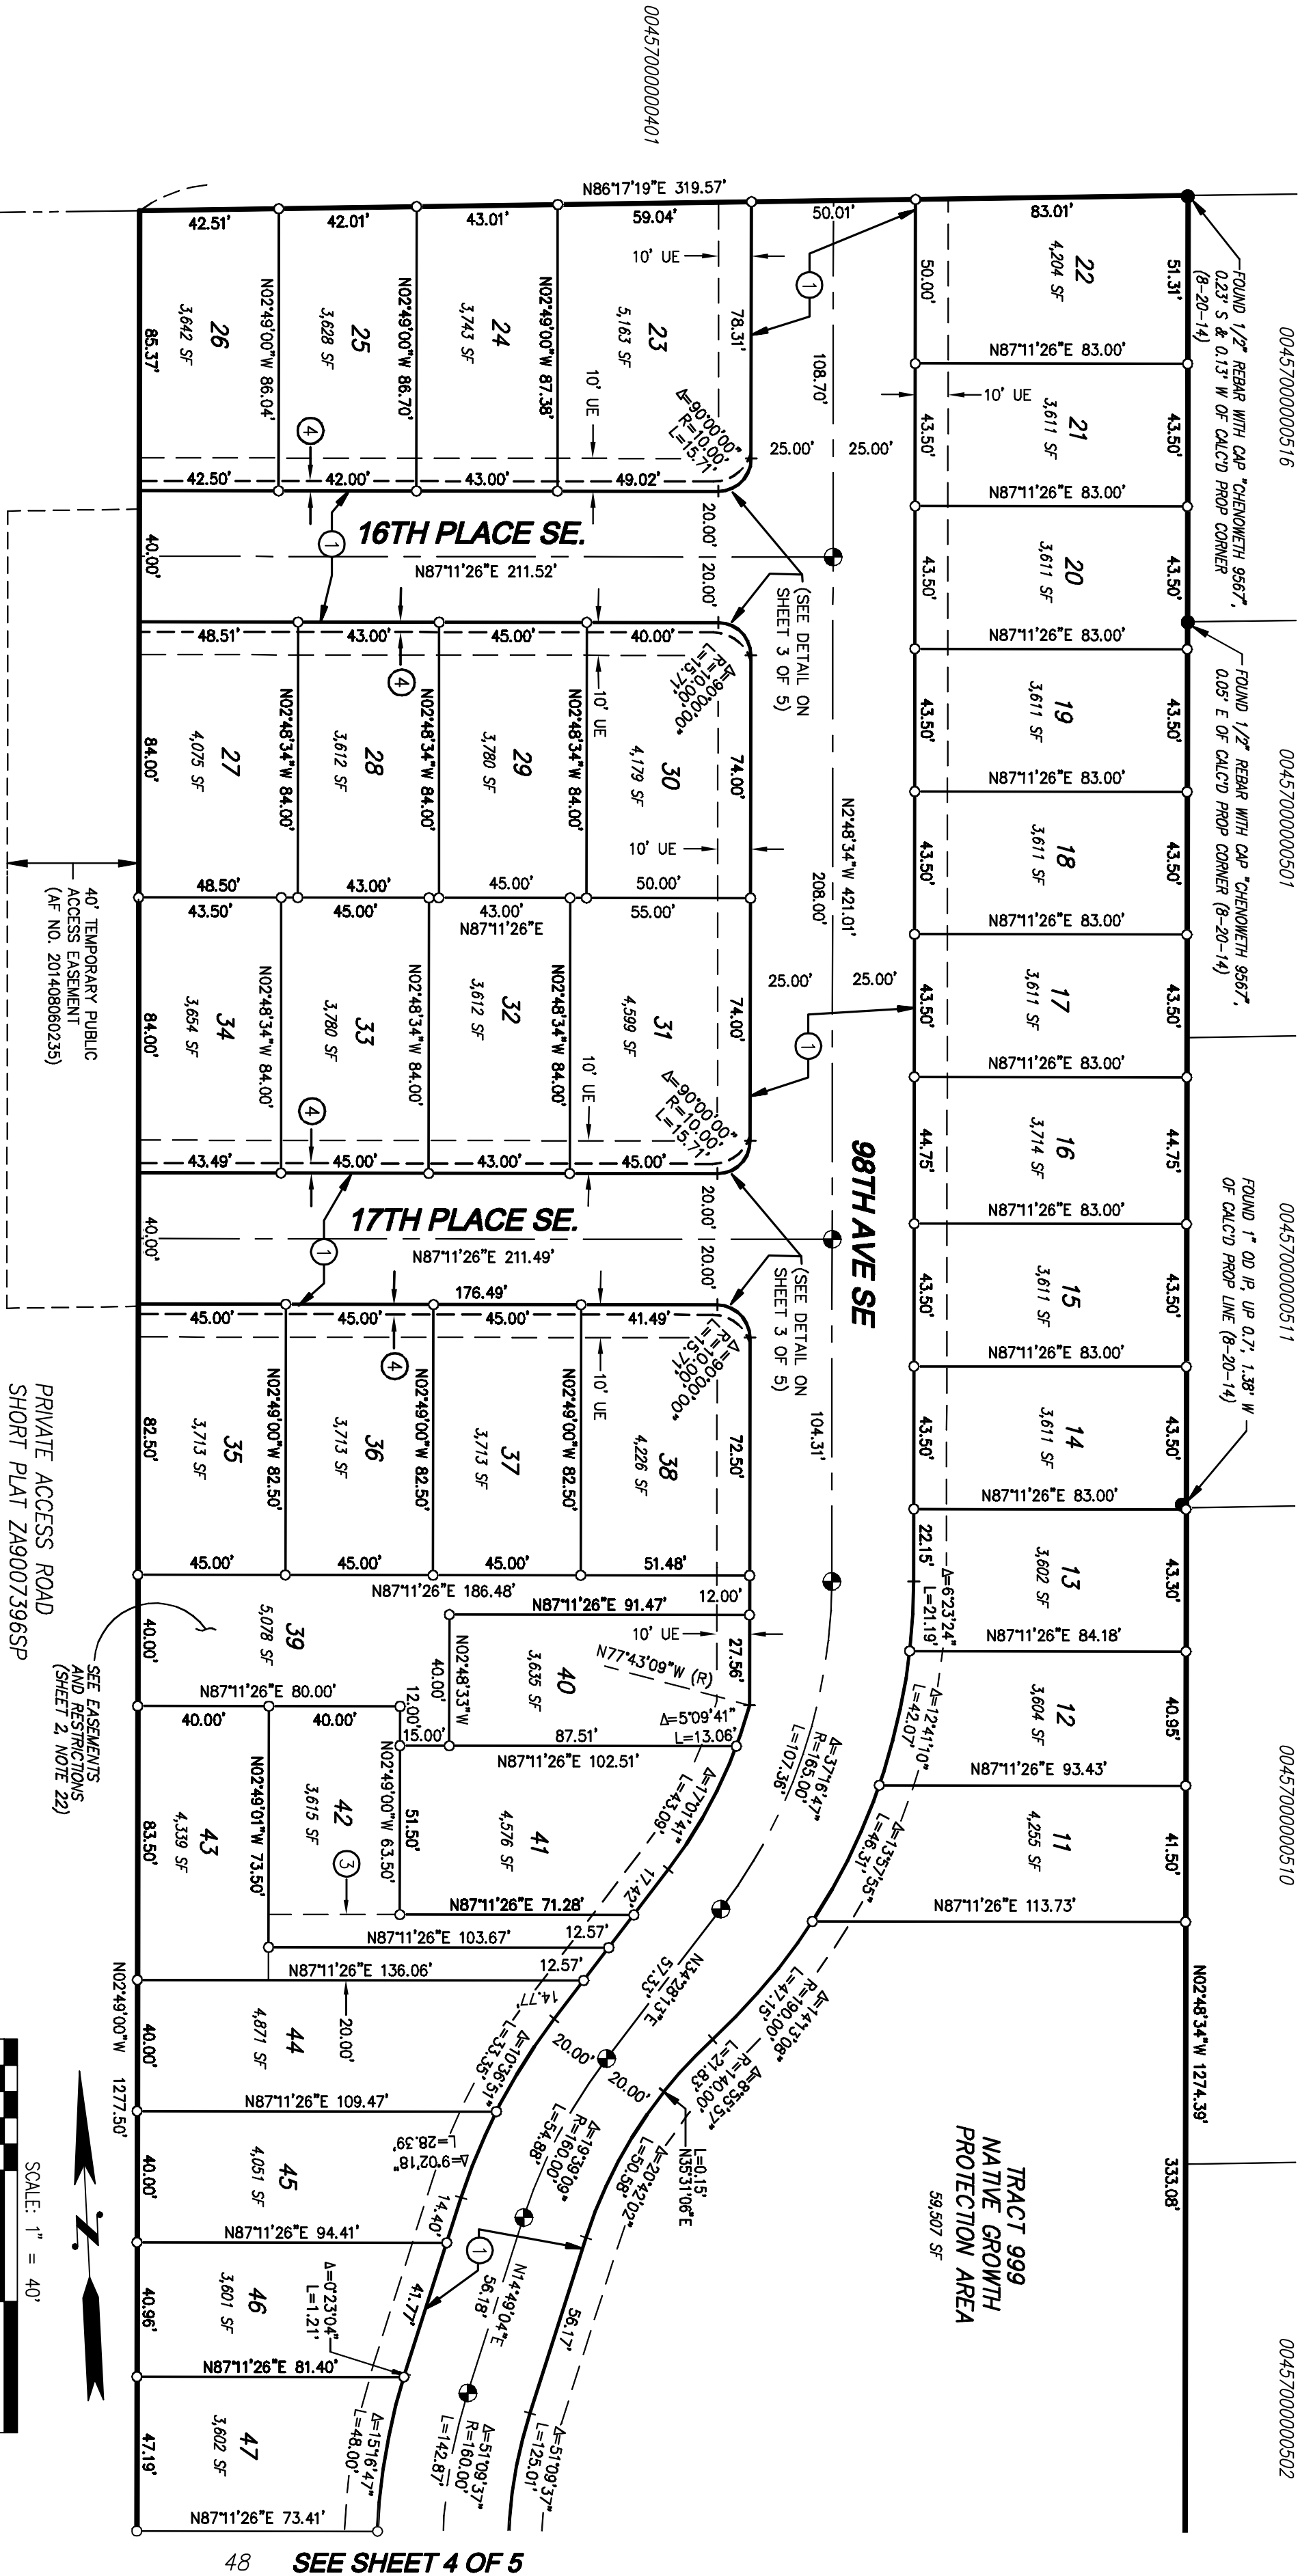 004570000000401
004570000000516
004570000000501
004570000000511
004570000000510
004570000000502
FOUND 1/2" REBAR WITH CAP "CHENOWETH 9567",
0.23' S & 0.13' W OF CALC'D PROP CORNER
(8-20-14)
FOUND 1/2" REBAR WITH CAP "CHENOWETH 9567",
0.05' E OF CALC'D PROP CORNER (8-20-14)
FOUND 1" OD IP, UP 0.7', 1.38' W
OF CALC'D PROP LINE (8-20-14)
N86°17'19"E 319.57'
42.51'
42.01'
43.01'
59.04'
50.01'
83.01'
51.31'
43.50'
43.50'
43.50'
43.50'
43.50'
44.75'
43.50'
43.50'
43.30'
40.95'
41.50'
N02°48'34"W 1274.39'
333.08'
22
4,204 SF
N87°11'26"E 83.00'
21
3,611 SF
N87°11'26"E 83.00'
20
3,611 SF
N87°11'26"E 83.00'
19
3,611 SF
N87°11'26"E 83.00'
18
3,611 SF
N87°11'26"E 83.00'
17
3,611 SF
N87°11'26"E 83.00'
16
3,714 SF
N87°11'26"E 83.00'
15
3,611 SF
N87°11'26"E 83.00'
14
3,611 SF
N87°11'26"E 83.00'
13
3,602 SF
N87°11'26"E 84.18'
12
3,604 SF
N87°11'26"E 93.43'
11
4,255 SF
N87°11'26"E 113.73'
TRACT 999
NATIVE GROWTH
PROTECTION AREA
59,507 SF
50.00'
43.50'
10' UE
43.50'
43.50'
43.50'
43.50'
44.75'
43.50'
43.50'
22.15'
Δ=6°23'24"
L=21.19'
Δ=12°41'10"
L=42.07'
Δ=13°57'55"
L=46.31'
Δ=14°13'08"
R=190.00'
L=47.15'
Δ=8°55'57"
R=140.00'
L=21.83'
L=0.15'
N35°31'06"E
Δ=20°42'02"
L=50.58'
56.17'
Δ=51°09'37"
L=125.01'
98TH AVE SE
N2°48'34"W 421.01'
108.70'
208.00'
104.31'
25.00'
25.00'
25.00'
25.00'
1
1
Δ=37°16'47"
R=165.00'
L=107.36'
N34°28'13"E
57.33'
20.00'
20.00'
Δ=19°39'09"
R=160.00'
L=54.88'
N14°49'04"E
56.18'
Δ=51°09'37"
R=160.00'
L=142.87'
1
23
5,163 SF
10' UE
78.31'
10' UE
Δ=90°00'00"
R=10.00'
L=15.71'
N02°49'00"W 87.38'
24
3,743 SF
N02°49'00"W 86.70'
25
3,628 SF
N02°49'00"W 86.04'
26
3,642 SF
85.37'
4
42.50'
42.00'
43.00'
49.02'
16TH PLACE SE.
1
N87°11'26"E 211.52'
40.00'
20.00'
20.00'
(SEE DETAIL ON
SHEET 3 OF 5)
48.51'
43.00'
45.00'
40.00'
4
10' UE
Δ=90°00'00"
R=10.00'
L=15.71'
30
4,179 SF
74.00'
10' UE
N02°48'34"W 84.00'
29
3,780 SF
N02°48'34"W 84.00'
28
3,612 SF
N02°48'34"W 84.00'
27
4,075 SF
84.00'
48.50'
43.00'
45.00'
50.00'
43.50'
45.00'
43.00'
55.00'
N87°11'26"E
31
4,599 SF
74.00'
10' UE
Δ=90°00'00"
R=10.00'
L=15.71'
N02°48'34"W 84.00'
32
3,612 SF
N02°48'34"W 84.00'
33
3,780 SF
N02°48'34"W 84.00'
34
3,654 SF
84.00'
4
43.49'
45.00'
43.00'
45.00'
17TH PLACE SE.
1
N87°11'26"E 211.49'
40.00'
20.00'
20.00'
(SEE DETAIL ON
SHEET 3 OF 5)
176.49'
45.00'
45.00'
41.49'
4
10' UE
Δ=90°00'00"
R=10.00'
L=15.71'
38
4,226 SF
72.50'
N02°49'00"W 82.50'
37
3,713 SF
N02°49'00"W 82.50'
36
3,713 SF
N02°49'00"W 82.50'
35
3,713 SF
82.50'
45.00'
45.00'
45.00'
51.48'
N87°11'26"E 186.48'
12.00'
N87°11'26"E 91.47'
10' UE
27.56'
N77°43'09"W (R)
39
5,078 SF
40.00'
N02°48'33"W
40.00'
40
3,635 SF
Δ=5°09'41"
L=13.06'
N87°11'26"E 80.00'
40.00'
40.00'
12.00'
15.00'
87.51'
N87°11'26"E 102.51'
Δ=17°01'41"
L=43.09'
17.42'
41
4,576 SF
51.50'
N02°49'00"W 63.50'
42
3,615 SF
3
N02°49'01"W 73.50'
43
4,339 SF
83.50'
N87°11'26"E 71.28'
12.57'
N87°11'26"E 103.67'
12.57'
N87°11'26"E 136.06'
14.77'
Δ=10°36'51"
L=33.35'
44
4,871 SF
20.00'
40.00'
N87°11'26"E 109.47'
Δ=9°02'18"
L=28.39'
14.40'
45
4,051 SF
40.00'
N87°11'26"E 94.41'
41.77'
46
3,601 SF
Δ=0°23'04"
L=1.21'
40.96'
N87°11'26"E 81.40'
47
3,602 SF
Δ=15°16'47"
L=48.00'
47.19'
N87°11'26"E 73.41'
N02°49'00"W 1277.50'
40' TEMPORARY PUBLIC
ACCESS EASEMENT
(AF NO. 201408060235)
PRIVATE ACCESS ROAD
SHORT PLAT ZA9007396SP
SEE EASEMENTS
AND RESTRICTIONS
(SHEET 2, NOTE 22)
N
SCALE: 1" = 40'
48
SEE SHEET 4 OF 5